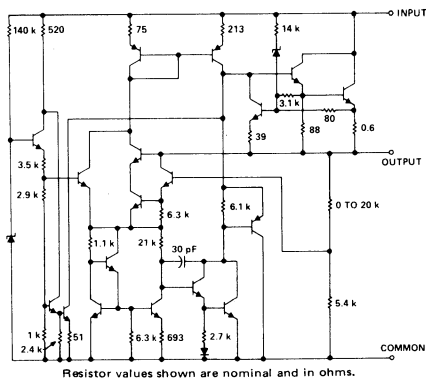 INPUT
140 k 520 75 213 14 k
3.1 k
80
39 88 0.6
OUTPUT
3.5 k
2.9 k
6.3 k 6.1 k 0 TO 20 k
1.1 k 21 k
30 pF
5.4 k
1 k
2.4 k 51 6.3 k 693 2.7 k
COMMON
Resistor values shown are nominal and in ohms.